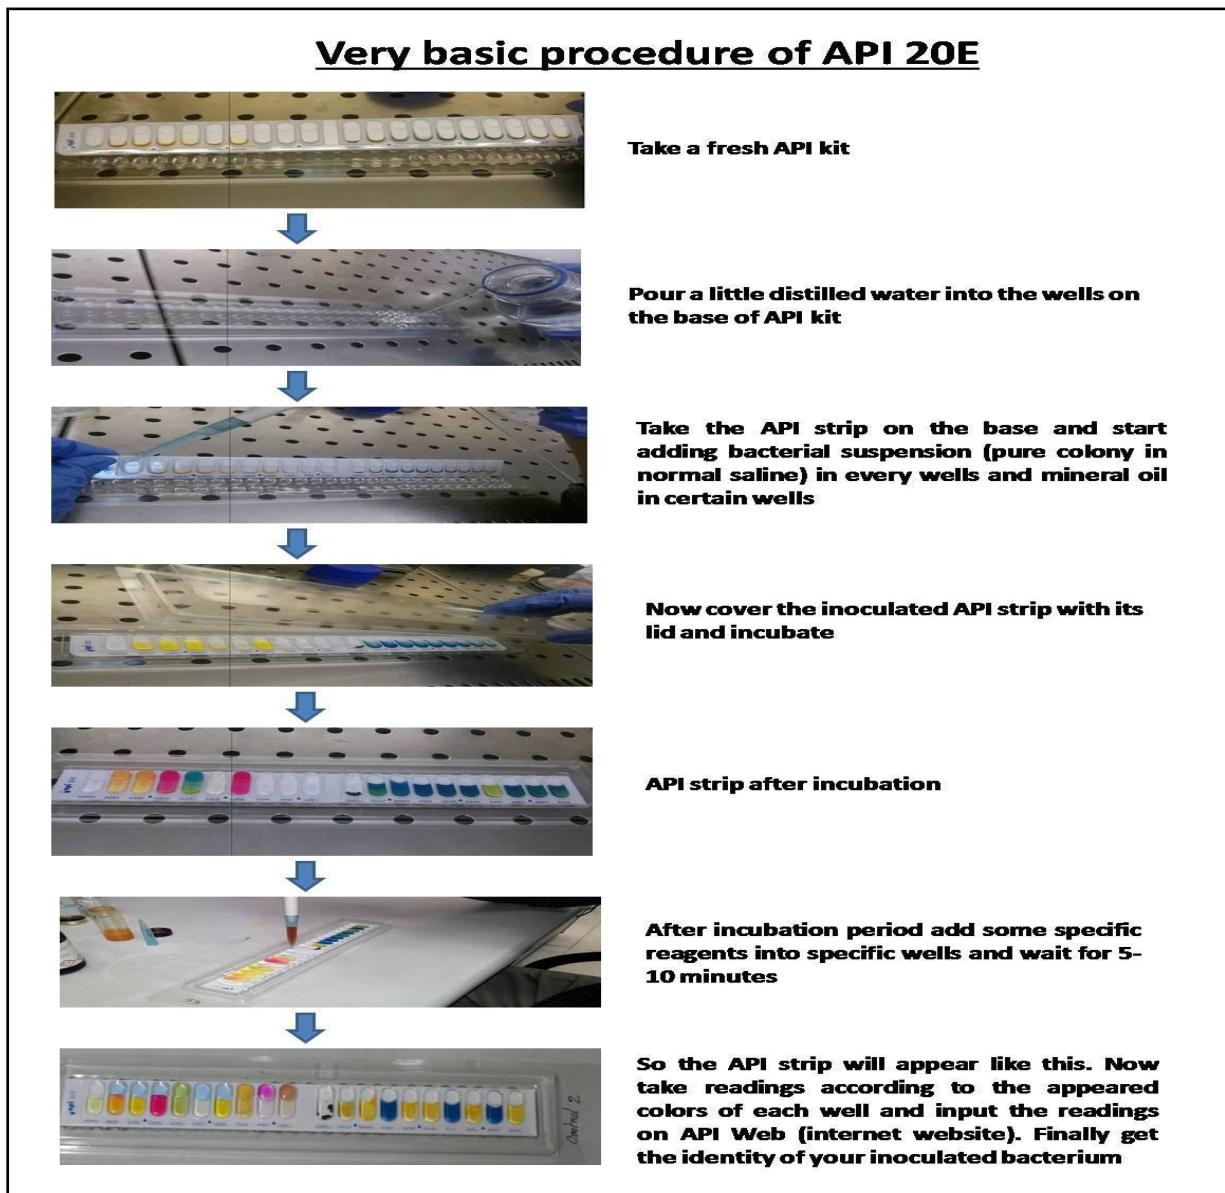 Very basic procedure of API 20E
Take a fresh API kit
Pour a little distilled water into the wells on
the base of API kit
Take the API strip on the base and start
adding bacterial suspension (pure colony in
normal saline) in every wells and mineral oil
in certain wells
Now cover the inoculated API strip with its
lid and incubate
API strip after incubation
After incubation period add some specific
reagents into specific wells and wait for 5-
10 minutes
So the API strip will appear like this. Now
take readings according to the appeared
colors of each well and input the readings
on API Web (internet website). Finally get
the identity of your inoculated bacterium
Control 2